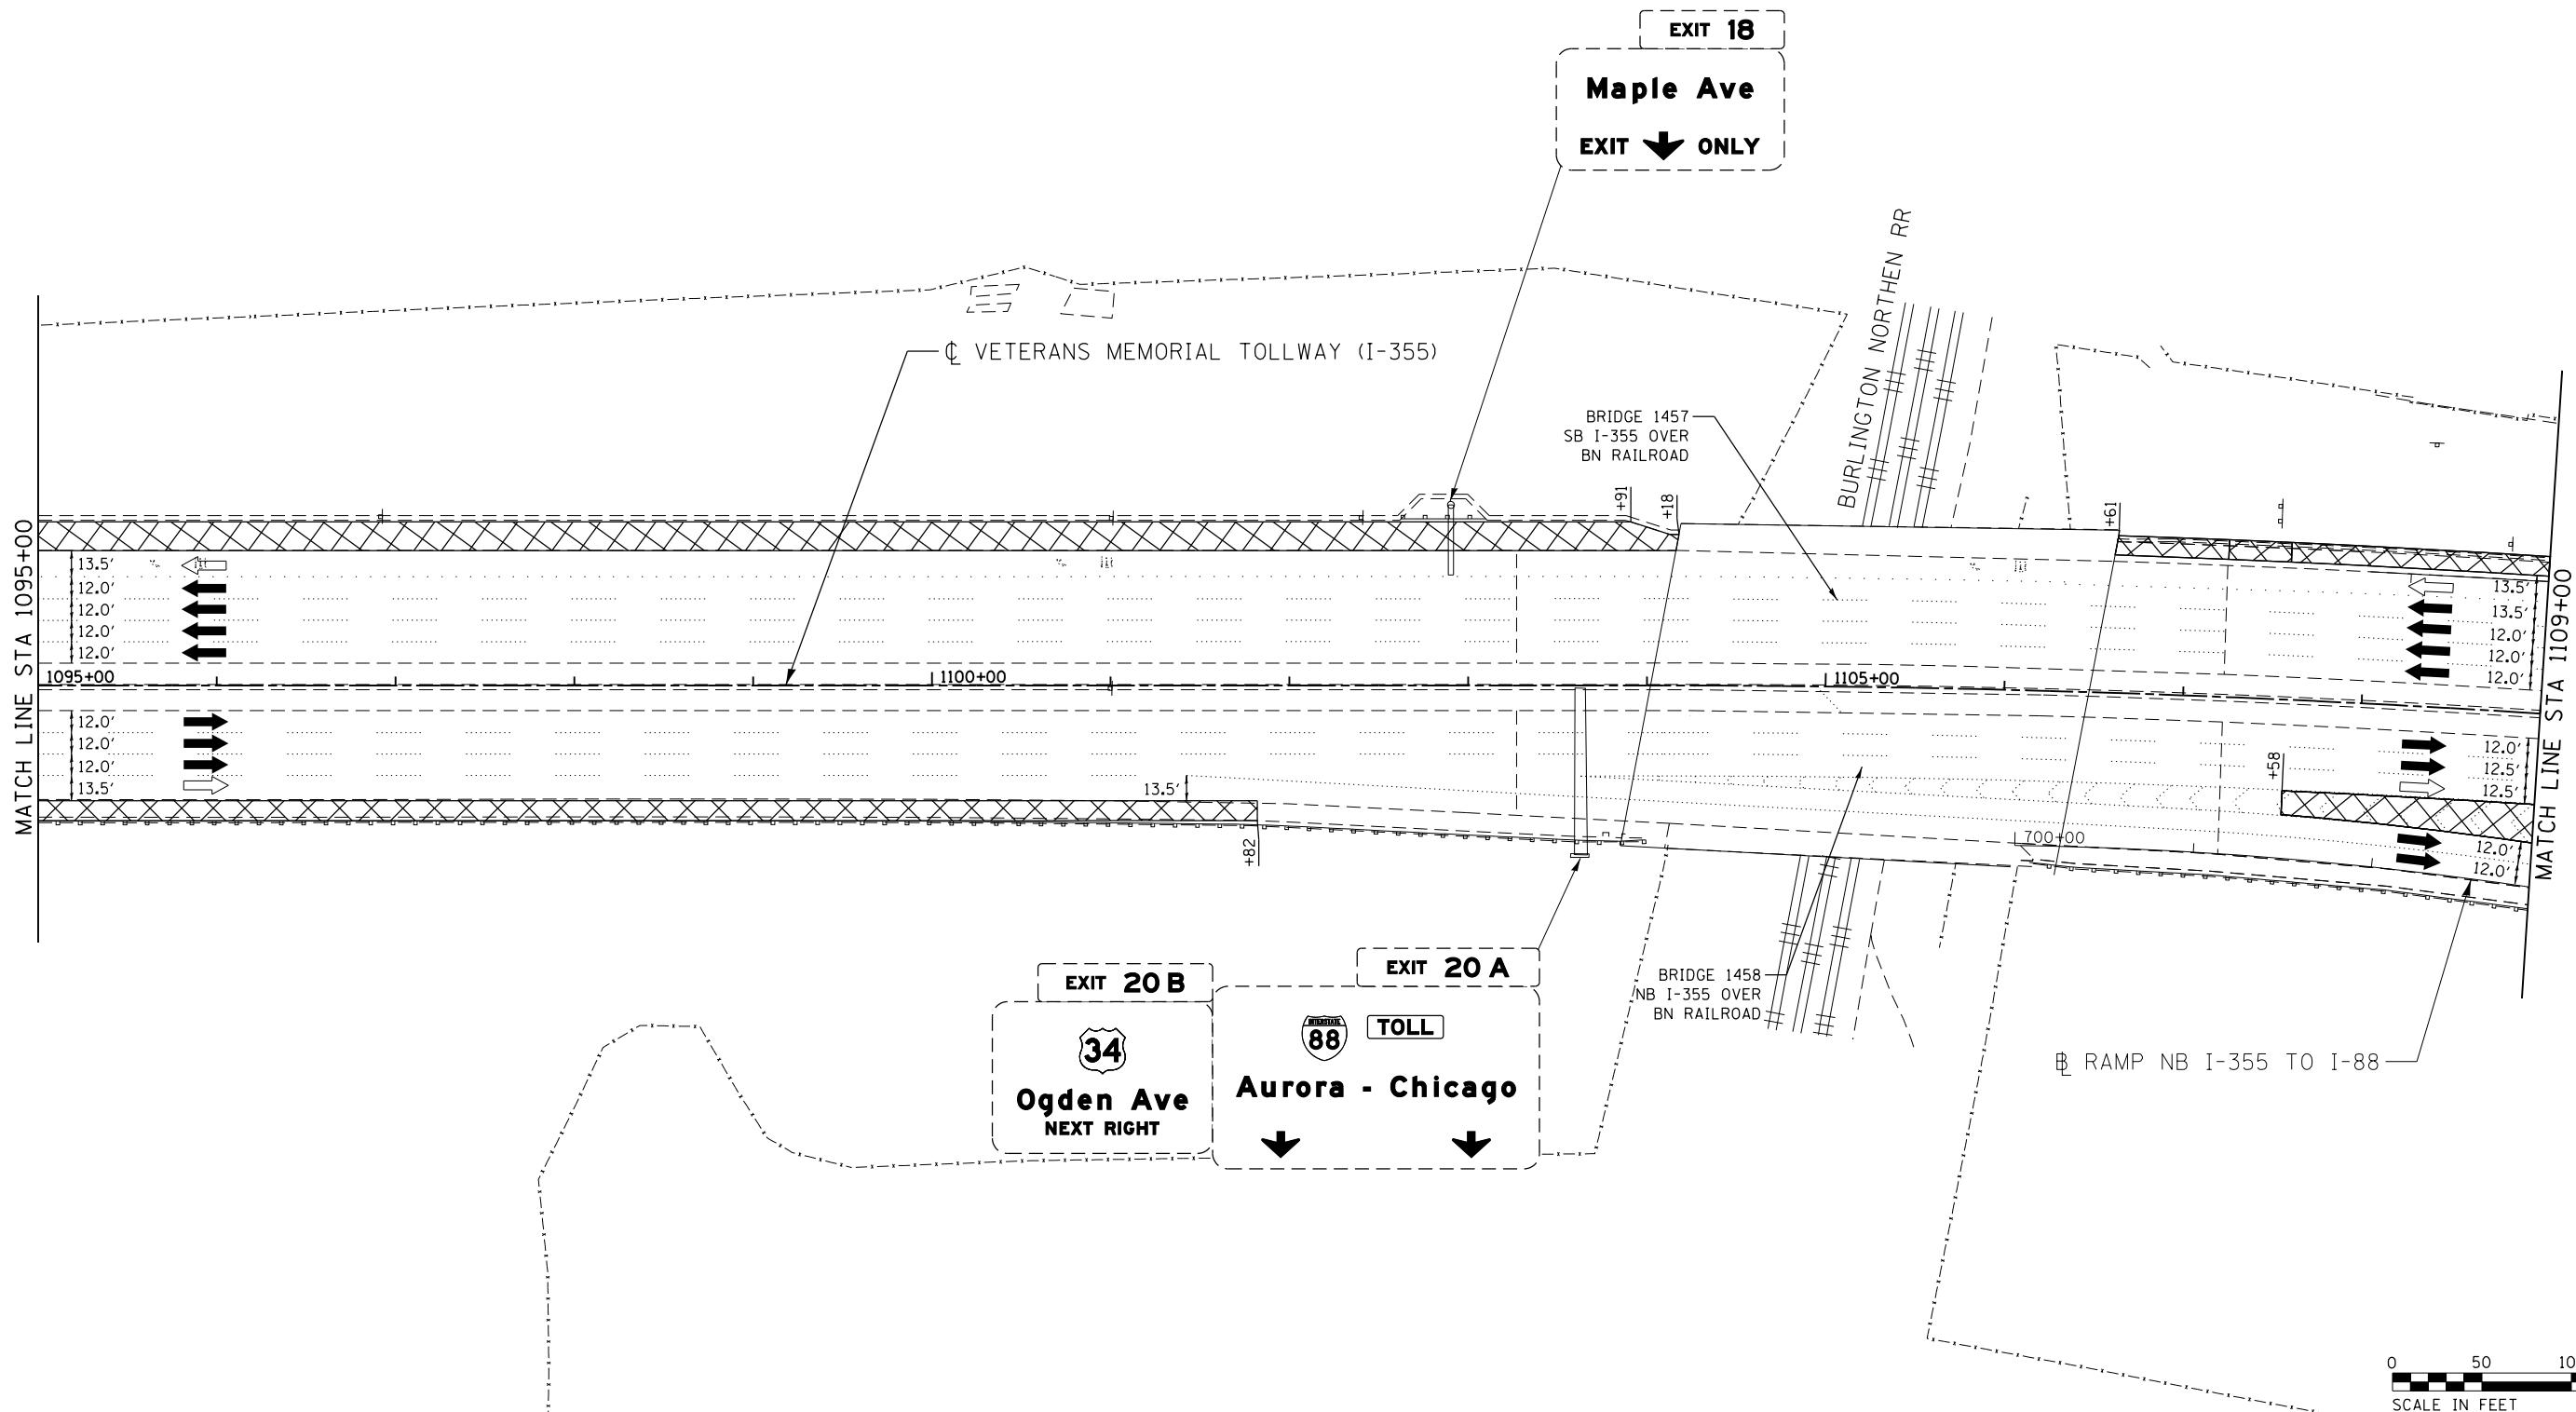 EXIT 18
Maple Ave
EXIT ONLY
BURLINGTON NORTHEN RR
℄ VETERANS MEMORIAL TOLLWAY (I-355)
BRIDGE 1457
SB I-355 OVER
BN RAILROAD
+91
+18
+61
MATCH LINE STA 1095+00
13.5'
12.0'
12.0'
12.0'
12.0'
13.5'
13.5'
12.0'
12.0'
12.0'
MATCH LINE STA 1109+00
1095+00
1100+00
1105+00
12.0'
12.0'
12.0'
13.5'
13.5'
+82
+58
12.0'
12.5'
12.5'
700+00
12.0'
12.0'
EXIT 20B
34
Ogden Ave
NEXT RIGHT
EXIT 20A
INTERSTATE
88
TOLL
Aurora - Chicago
BRIDGE 1458
NB I-355 OVER
BN RAILROAD
BL RAMP NB I-355 TO I-88
0 50 10
SCALE IN FEET